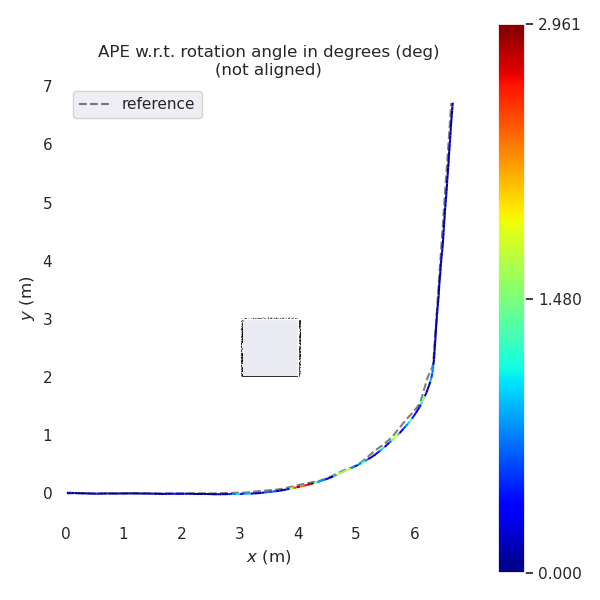 APE w.r.t. rotation angle in degrees (deg)
(not aligned)
reference
7
6
5
4
3
2
1
0
y (m)
0 1 2 3 4 5 6
x (m)
2.961
1.480
0.000